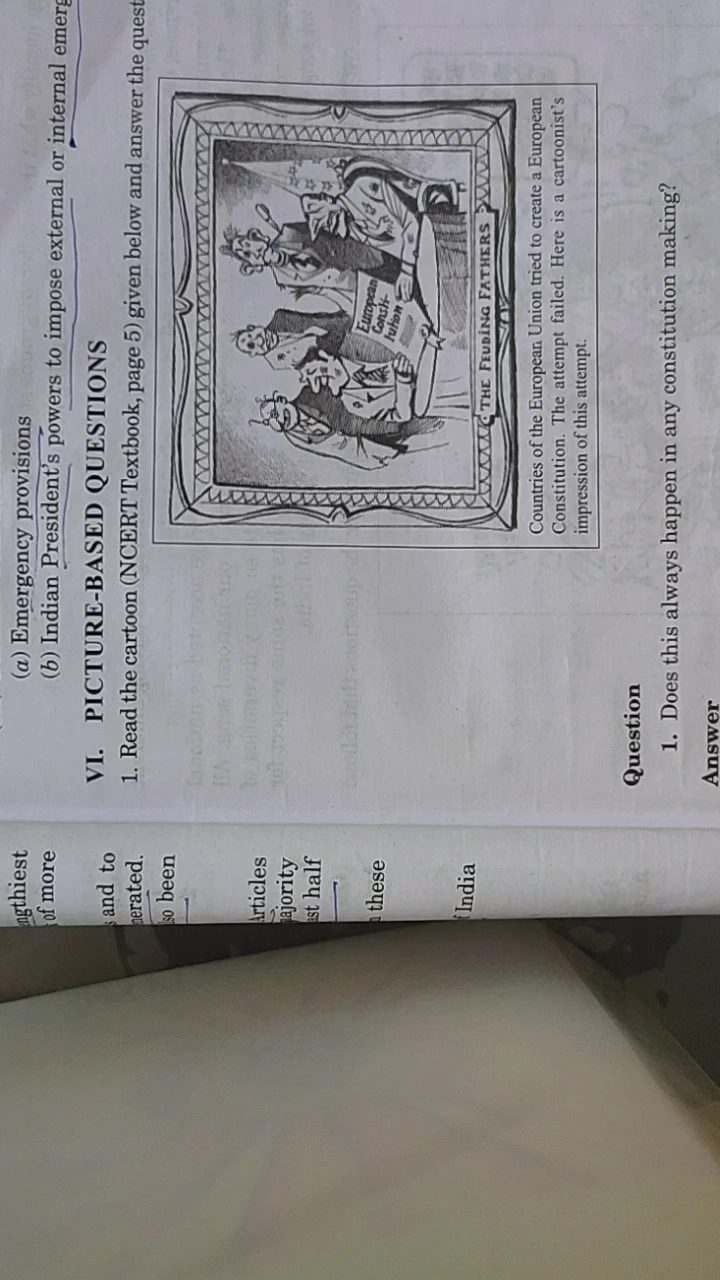 (a) Emergency provisions
(b) Indian President's powers to impose external or internal emerg
VI. PICTURE-BASED QUESTIONS
1. Read the cartoon (NCERT Textbook, page 5) given below and answer the quest
European
Consti-
tution
THE FEUDING FATHERS
Countries of the European Union tried to create a European
Constitution. The attempt failed. Here is a cartoonist's
impression of this attempt.
Question
1. Does this always happen in any constitution making?
Answer
ngthiest
of more
s and to
nerated.
so been
Articles
ajority
ast half
these
India